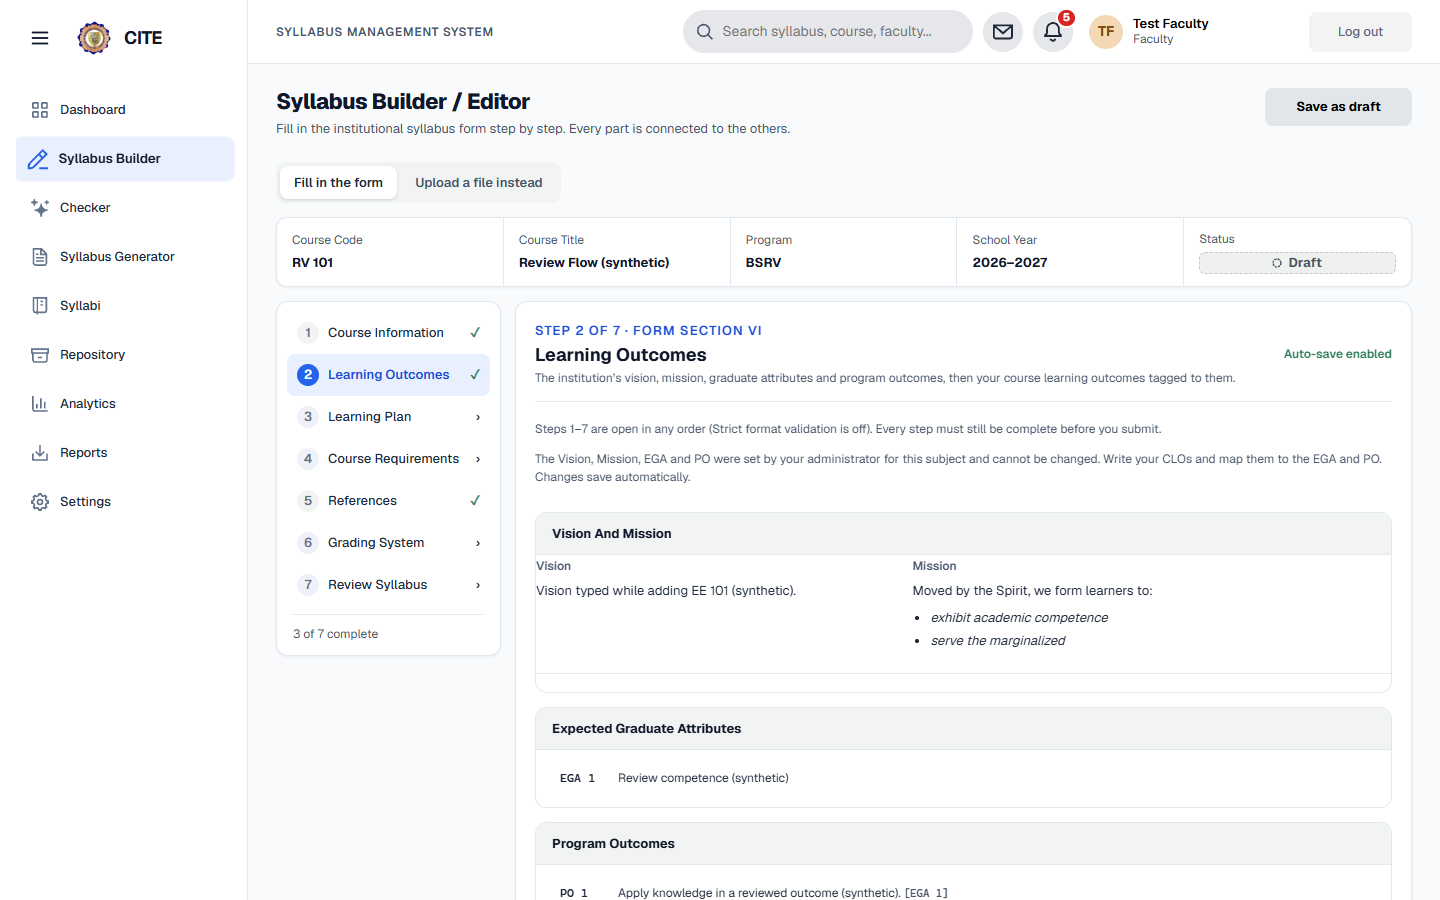 CITE
SYLLABUS MANAGEMENT SYSTEM
Search syllabus, course, faculty...
5
TF
Test Faculty
Faculty
Log out
Dashboard
Syllabus Builder
Checker
Syllabus Generator
Syllabi
Repository
Analytics
Reports
Settings
Syllabus Builder / Editor
Fill in the institutional syllabus form step by step. Every part is connected to the others.
Save as draft
Fill in the form
Upload a file instead
Course Code
RV 101
Course Title
Review Flow (synthetic)
Program
BSRV
School Year
2026–2027
Status
Draft
1 Course Information ✓
2 Learning Outcomes ✓
3 Learning Plan ›
4 Course Requirements ›
5 References ✓
6 Grading System ›
7 Review Syllabus ›
3 of 7 complete
STEP 2 OF 7 · FORM SECTION VI
Learning Outcomes
Auto-save enabled
The institution's vision, mission, graduate attributes and program outcomes, then your course learning outcomes tagged to them.
Steps 1–7 are open in any order (Strict format validation is off). Every step must still be complete before you submit.
The Vision, Mission, EGA and PO were set by your administrator for this subject and cannot be changed. Write your CLOs and map them to the EGA and PO.
Changes save automatically.
Vision And Mission
Vision
Vision typed while adding EE 101 (synthetic).
Mission
Moved by the Spirit, we form learners to:
• exhibit academic competence
• serve the marginalized
Expected Graduate Attributes
EGA 1 Review competence (synthetic)
Program Outcomes
PO 1 Apply knowledge in a reviewed outcome (synthetic). [EGA 1]